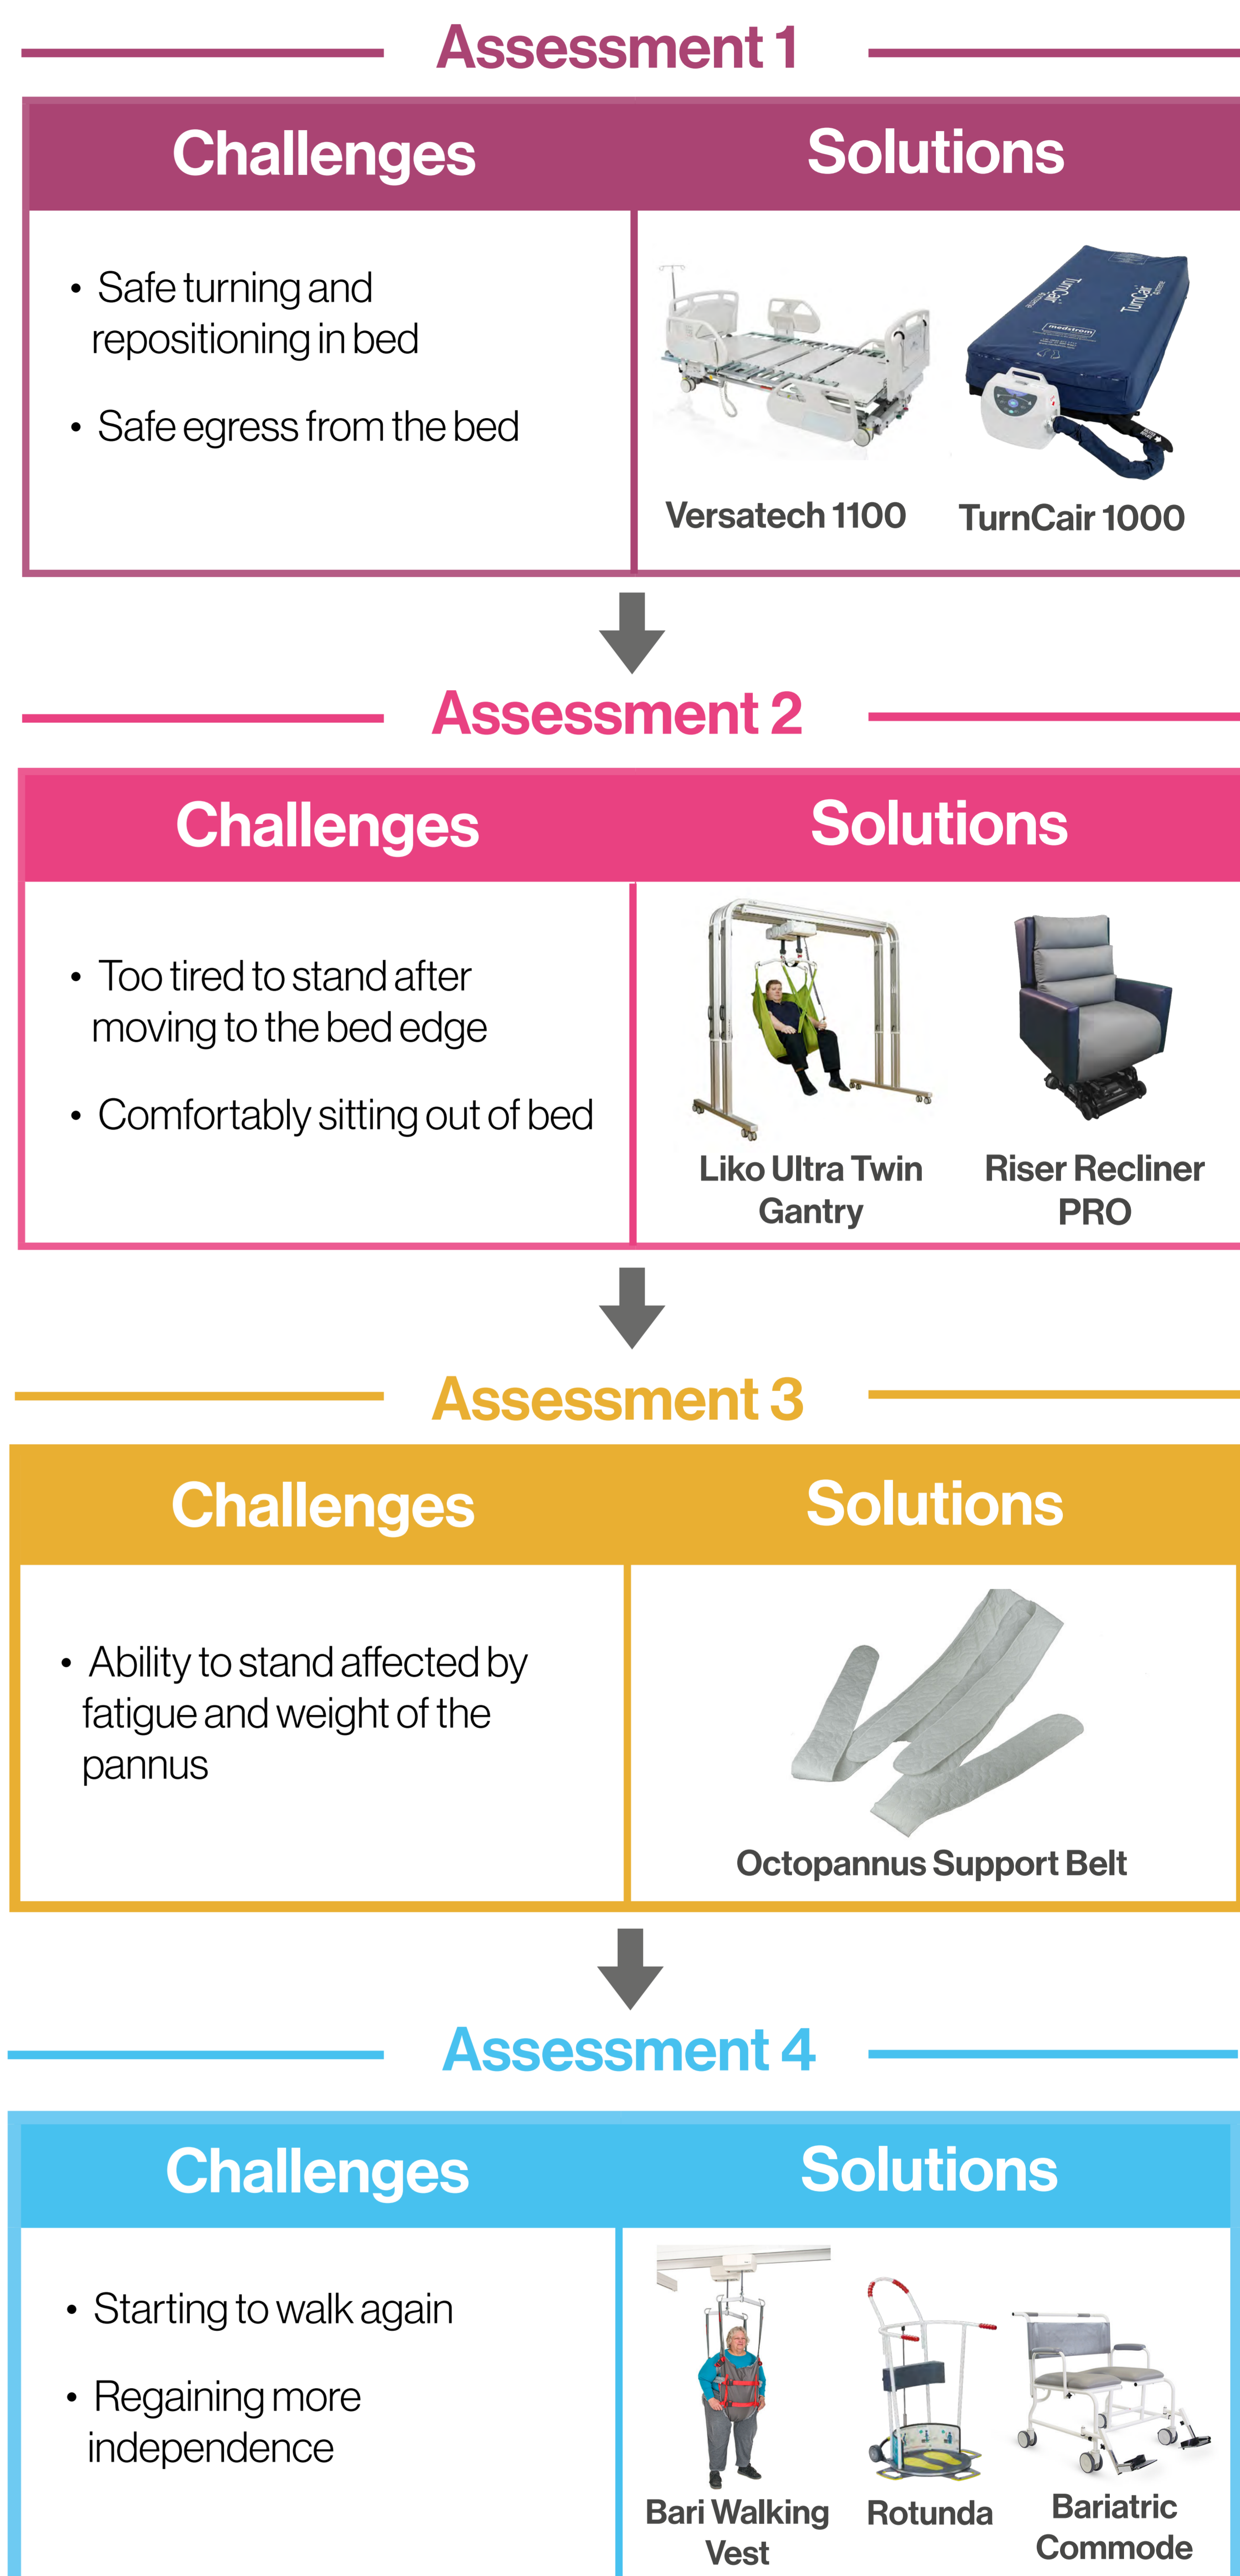 Assessment 1
Challenges
Solutions
• Safe turning and
repositioning in bed
• Safe egress from the bed
TurnCair
medstrom
Versatech 1100
TurnCair 1000
Assessment 2
Challenges
Solutions
• Too tired to stand after
moving to the bed edge
• Comfortably sitting out of bed
Liko Ultra Twin
Gantry
Riser Recliner
PRO
Assessment 3
Challenges
Solutions
• Ability to stand affected by
fatigue and weight of the
pannus
Octopannus Support Belt
Assessment 4
Challenges
Solutions
• Starting to walk again
• Regaining more
independence
Bari Walking
Vest
Rotunda
Bariatric
Commode